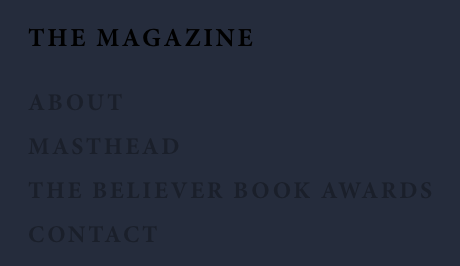 THE MAGAZINE
ABOUT
MASTHEAD
THE BELIEVER BOOK AWARDS
CONTACT